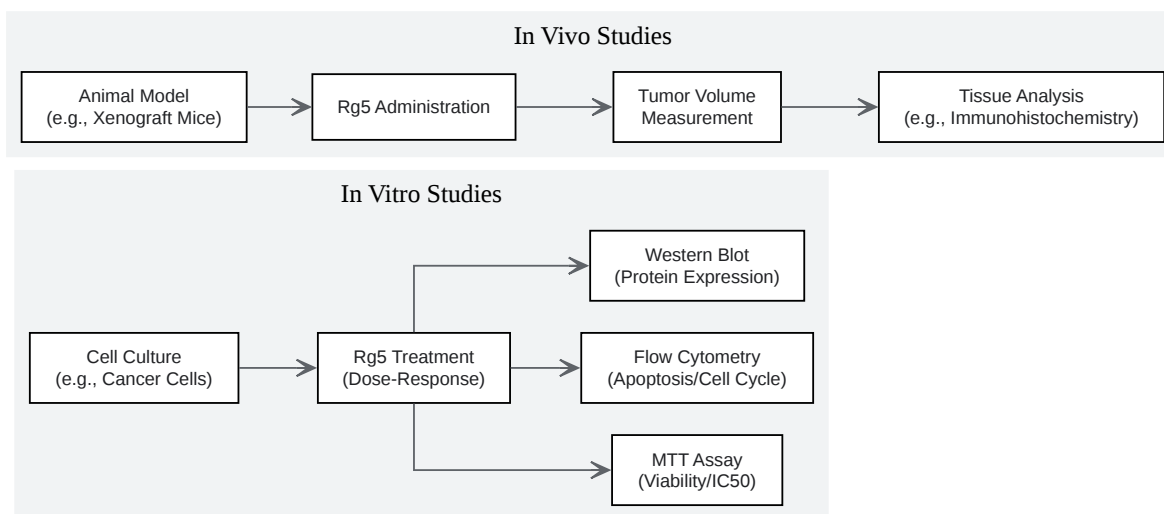 In Vivo Studies
Animal Model
(e.g., Xenograft Mice)
Rg5 Administration
Tumor Volume
Measurement
Tissue Analysis
(e.g., Immunohistochemistry)
In Vitro Studies
Western Blot
(Protein Expression)
Cell Culture
(e.g., Cancer Cells)
Rg5 Treatment
(Dose-Response)
Flow Cytometry
(Apoptosis/Cell Cycle)
MTT Assay
(Viability/IC50)